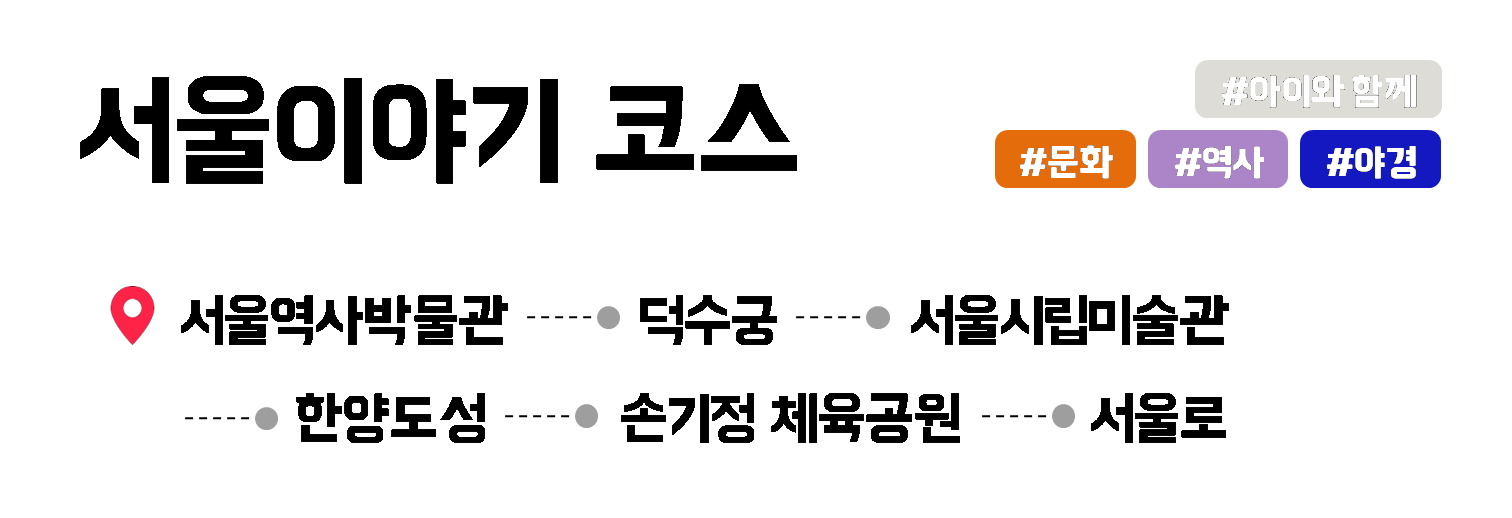 서울이야기 코스
#아이와 함께
#문화 #역사 #야경
서울역사박물관 덕수궁 서울시립미술관
한양도성 손기정 체육공원 서울로